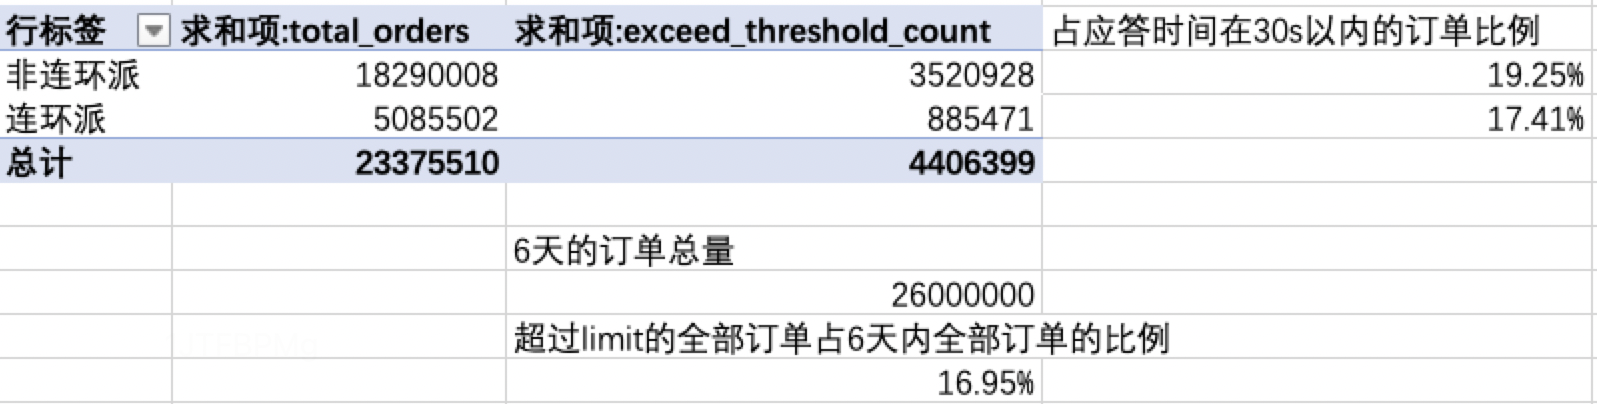 行标签 求和项:total_orders 求和项:exceed_threshold_count 占应答时间在30s以内的订单比例
非连环派 18290008 3520928 19.25%
连环派 5085502 885471 17.41%
总计 23375510 4406399
6天的订单总量
26000000
超过limit的全部订单占6天内全部订单的比例
16.95%